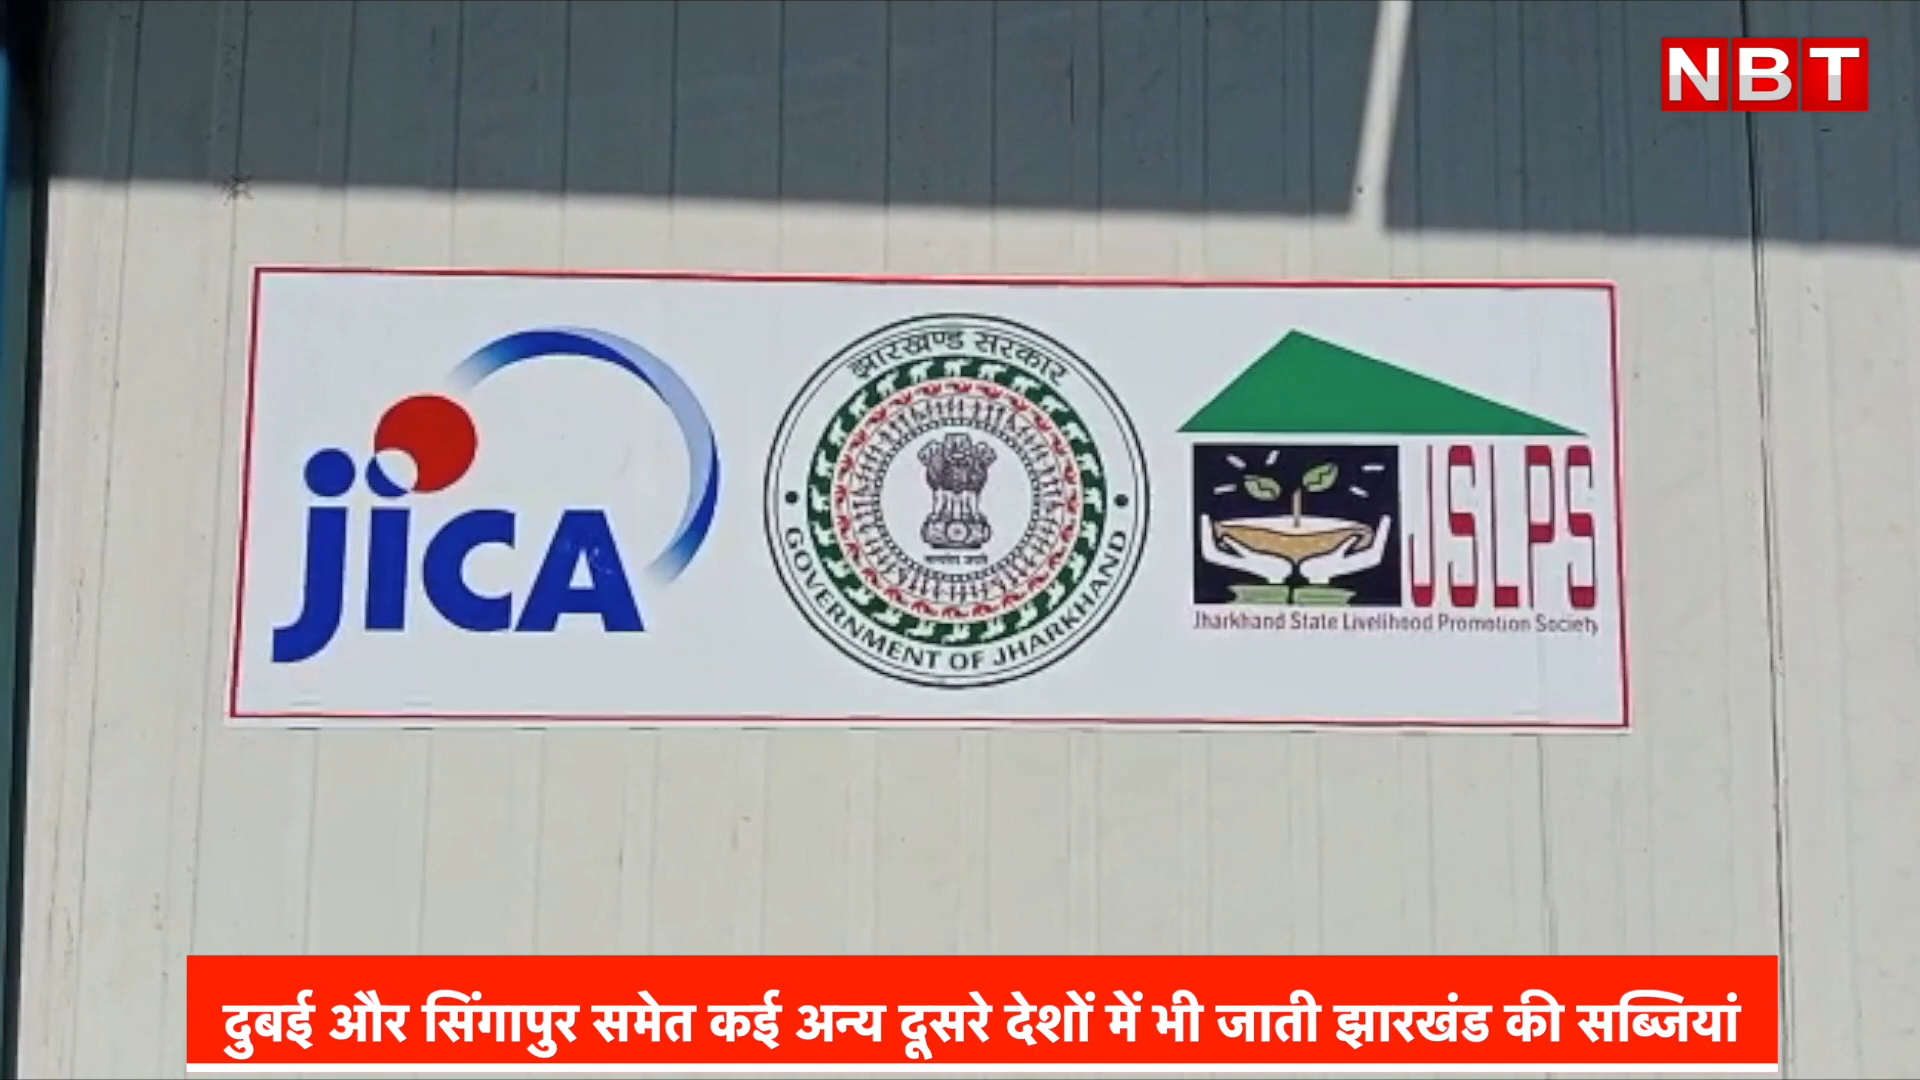 NBT
jica
झारखण्ड सरकार
सत्यमेव जयते
GOVERNMENT OF JHARKHAND
JSLPS
Jharkhand State Livelihood Promotion Society
दुबई और सिंगापुर समेत कई अन्य दूसरे देशों में भी जाती झारखंड की सब्जियां